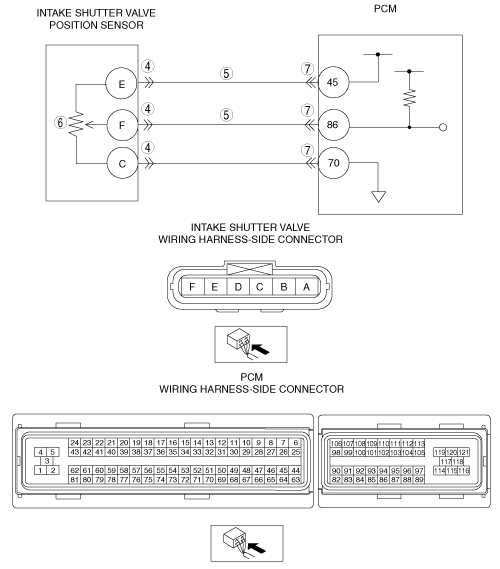 INTAKE SHUTTER VALVE
POSITION SENSOR
PCM
E 4 5 7 45
6 F 4 5 7 86
C 4 7 70
INTAKE SHUTTER VALVE
WIRING HARNESS-SIDE CONNECTOR
F E D C B A
PCM
WIRING HARNESS-SIDE CONNECTOR
4 5
3
1 2
24 23 22 21 20 19 18 17 16 15 14 13 12 11 10 9 8 7 6
43 42 41 40 39 38 37 36 35 34 33 32 31 30 29 28 27 26 25
62 61 60 59 58 57 56 55 54 53 52 51 50 49 48 47 46 45 44
81 80 79 78 77 76 75 74 73 72 71 70 69 68 67 66 65 64 63
106 107 108 109 110 111 112 113
98 99 100 101 102 103 104 105
90 91 92 93 94 95 96 97
82 83 84 85 86 87 88 89
119 120 121
117 118
114 115 116